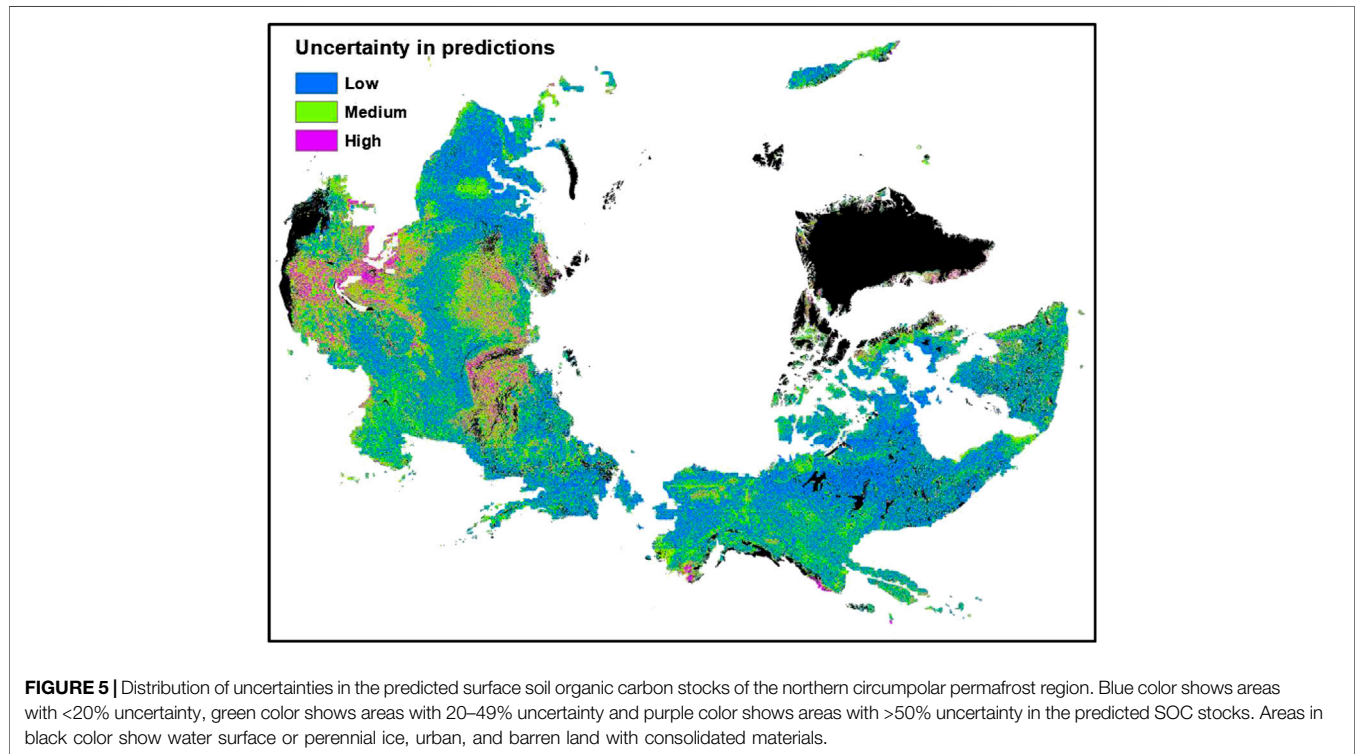 Uncertainty in predictions
Low
Medium
High
FIGURE 5 | Distribution of uncertainties in the predicted surface soil organic carbon stocks of the northern circumpolar permafrost region. Blue color shows areas
with <20% uncertainty, green color shows areas with 20–49% uncertainty and purple color shows areas with >50% uncertainty in the predicted SOC stocks. Areas in
black color show water surface or perennial ice, urban, and barren land with consolidated materials.